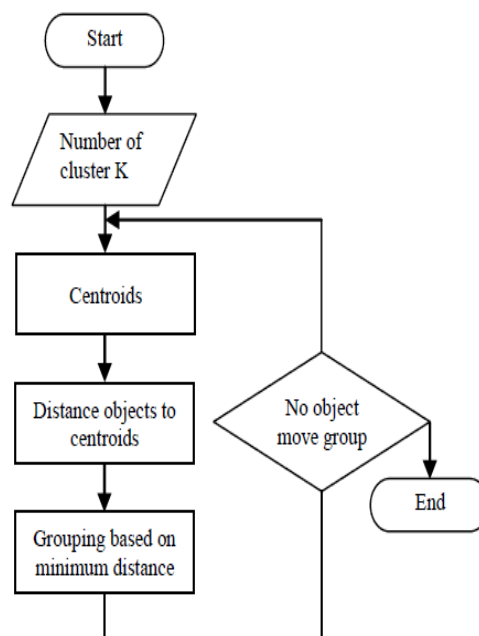 Start
Number of
cluster K
Centroids
Distance objects to
centroids
Grouping based on
minimum distance
No object
move group
End